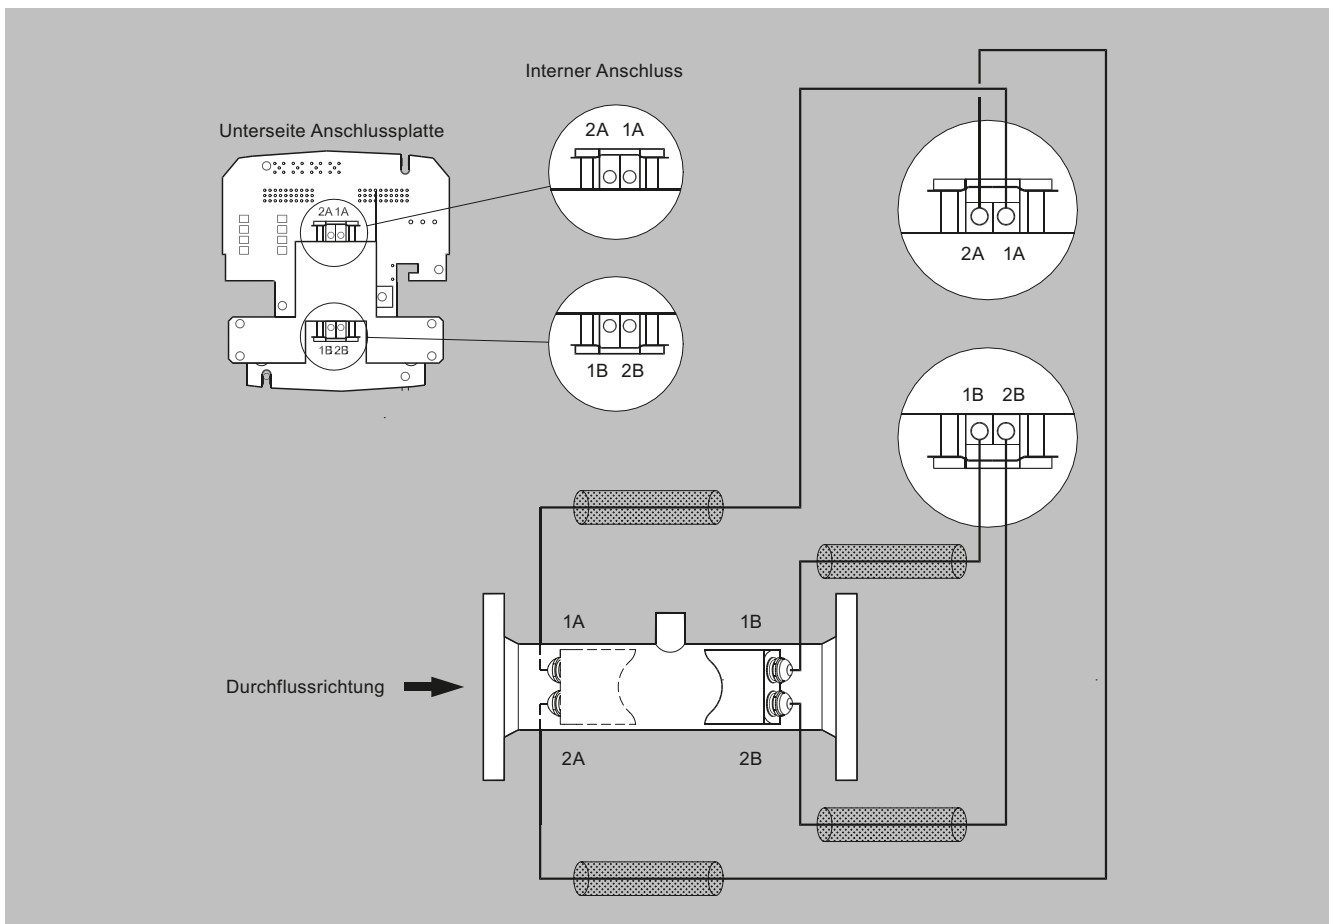 Interner Anschluss
Unterseite Anschlussplatte
2A 1A
2A 1A
1B 2B
1B 2B
2A 1A
1B 2B
1A
1B
Durchflussrichtung
2A
2B